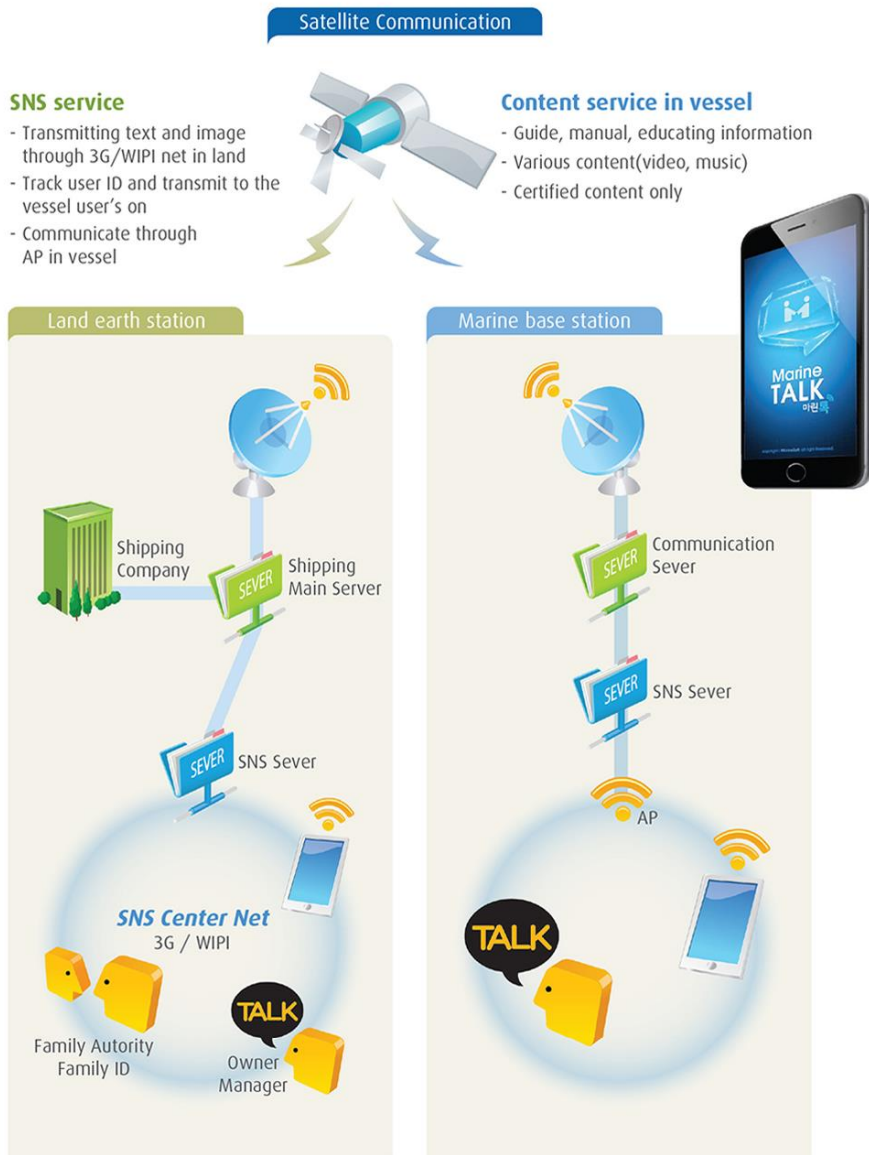 Satellite Communication
SNS service
- Transmitting text and image
through 3G/WIPI net in land
- Track user ID and transmit to the
vessel user's on
- Communicate through
AP in vessel
Content service in vessel
- Guide, manual, educating information
- Various content(video, music)
- Certified content only
Marine
TALK
마린톡
Land earth station
Shipping
Company
SEVER
Shipping
Main Server
SEVER
SNS Sever
SNS Center Net
3G / WIPI
Family Autority
Family ID
TALK
Owner
Manager
Marine base station
SEVER
Communication
Sever
SEVER
SNS Sever
AP
TALK